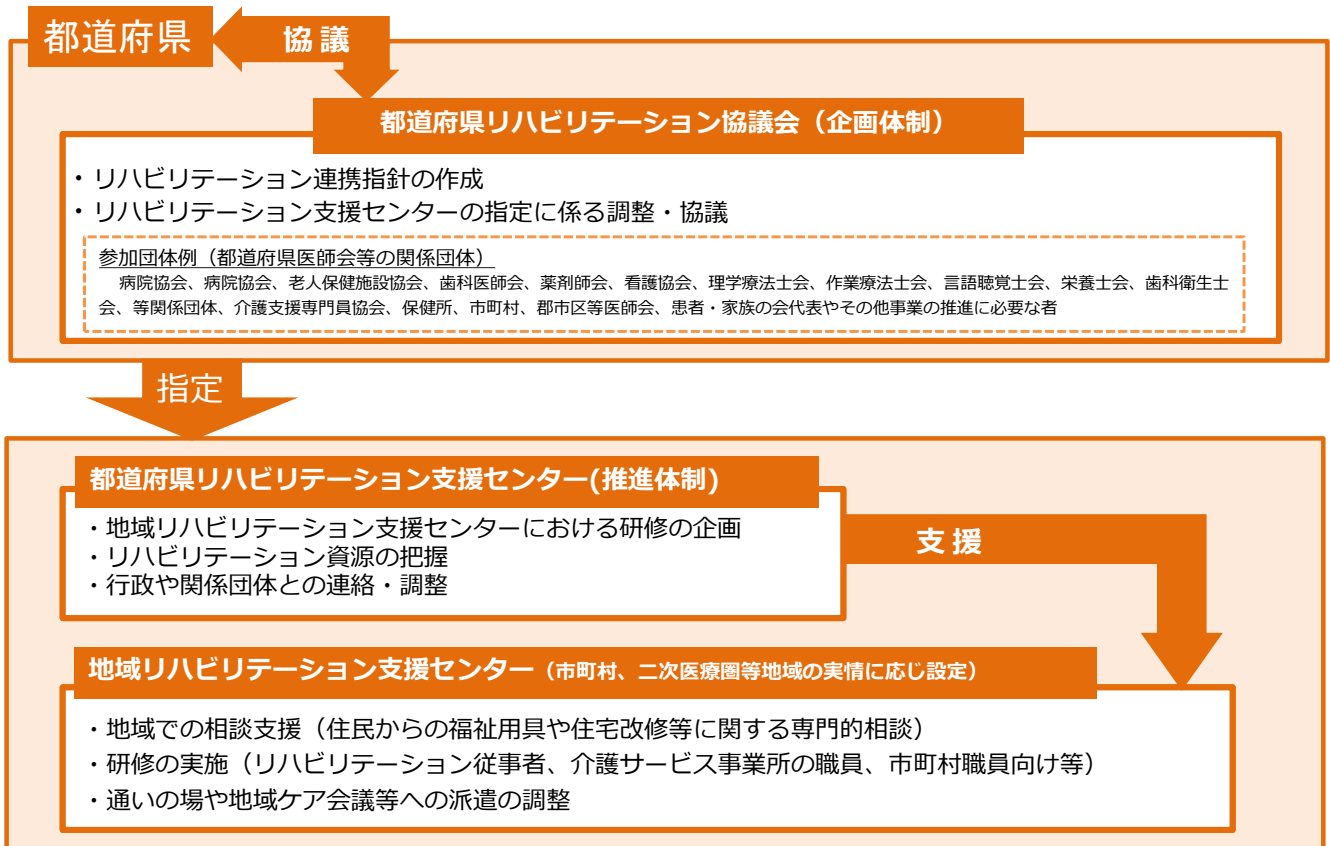 都道府県
協議
都道府県リハビリテーション協議会（企画体制）
・リハビリテーション連携指針の作成
・リハビリテーション支援センターの指定に係る調整・協議
参加団体例（都道府県医師会等の関係団体）
病院協会、病院協会、老人保健施設協会、歯科医師会、薬剤師会、看護協会、理学療法士会、作業療法士会、言語聴覚士会、栄養士会、歯科衛生士
会、等関係団体、介護支援専門員協会、保健所、市町村、郡市区等医師会、患者・家族の会代表やその他事業の推進に必要な者
指定
都道府県リハビリテーション支援センター(推進体制)
・地域リハビリテーション支援センターにおける研修の企画
・リハビリテーション資源の把握
・行政や関係団体との連絡・調整
支援
地域リハビリテーション支援センター（市町村、二次医療圏等地域の実情に応じ設定）
・地域での相談支援（住民からの福祉用具や住宅改修等に関する専門的相談）
・研修の実施（リハビリテーション従事者、介護サービス事業所の職員、市町村職員向け等）
・通いの場や地域ケア会議等への派遣の調整